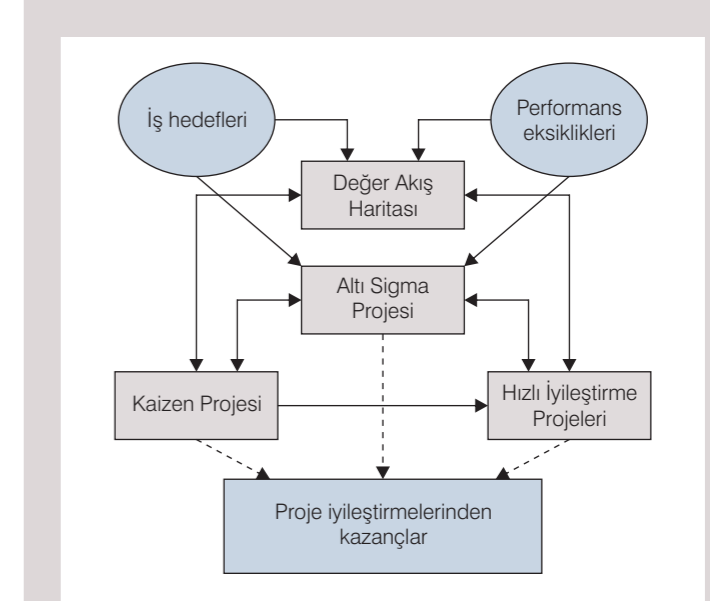 İş hedefleri
Performans
eksiklikleri
Değer Akış
Haritası
Altı Sigma
Projesi
Kaizen Projesi
Hızlı İyileştirme
Projeleri
Proje iyileştirmelerinden
kazançlar